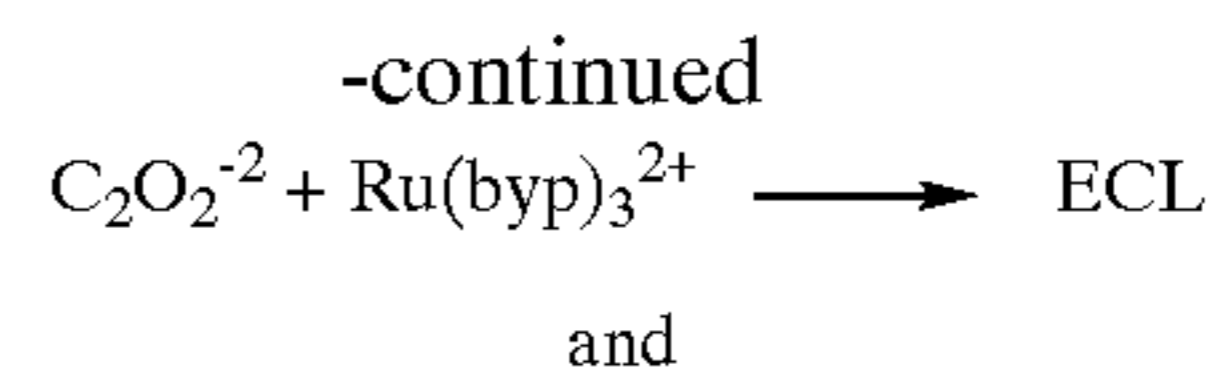 -continued
C₂O₂⁻² + Ru(byp)₃²⁺ ⟶ ECL
and